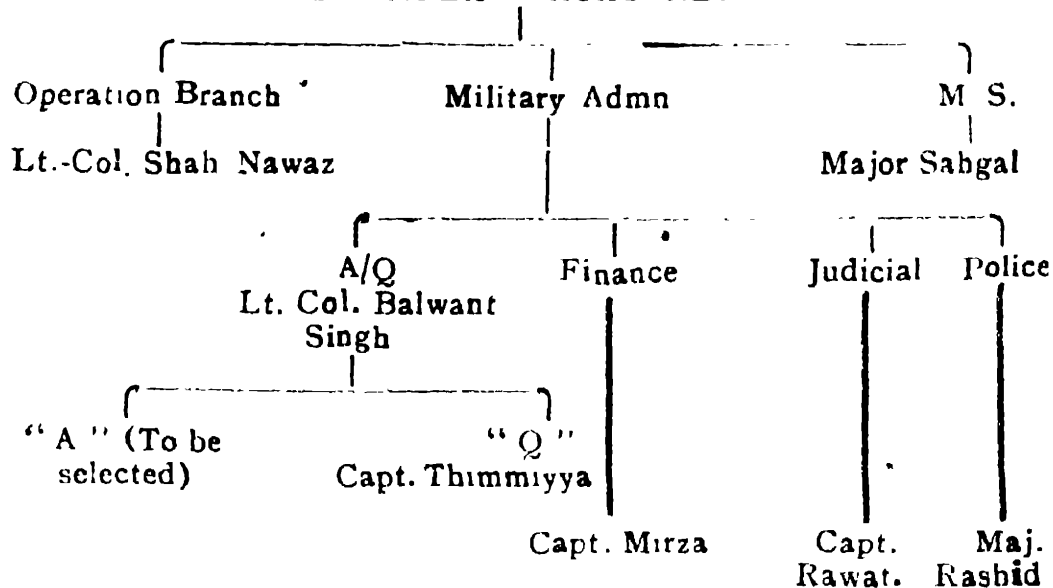 Operation Branch Military Admn M S.
Lt.-Col. Shah Nawaz Major Sahgal
A/Q Finance Judicial Police
Lt. Col. Balwant
Singh
" A " (To be " Q "
selected) Capt. Thimmiyya
Capt. Mirza Capt. Maj.
Rawat. Rashid